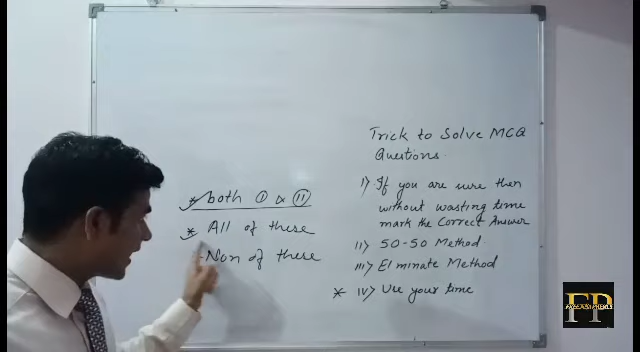 * both (I) & (II)
* All of these
- Non of these
Trick to Solve MCQ
Questions.
I) If you are sure then
without wasting time
mark the Correct Answer
II) 50-50 Method
III) Eliminate Method
* IV) Use your time
FP